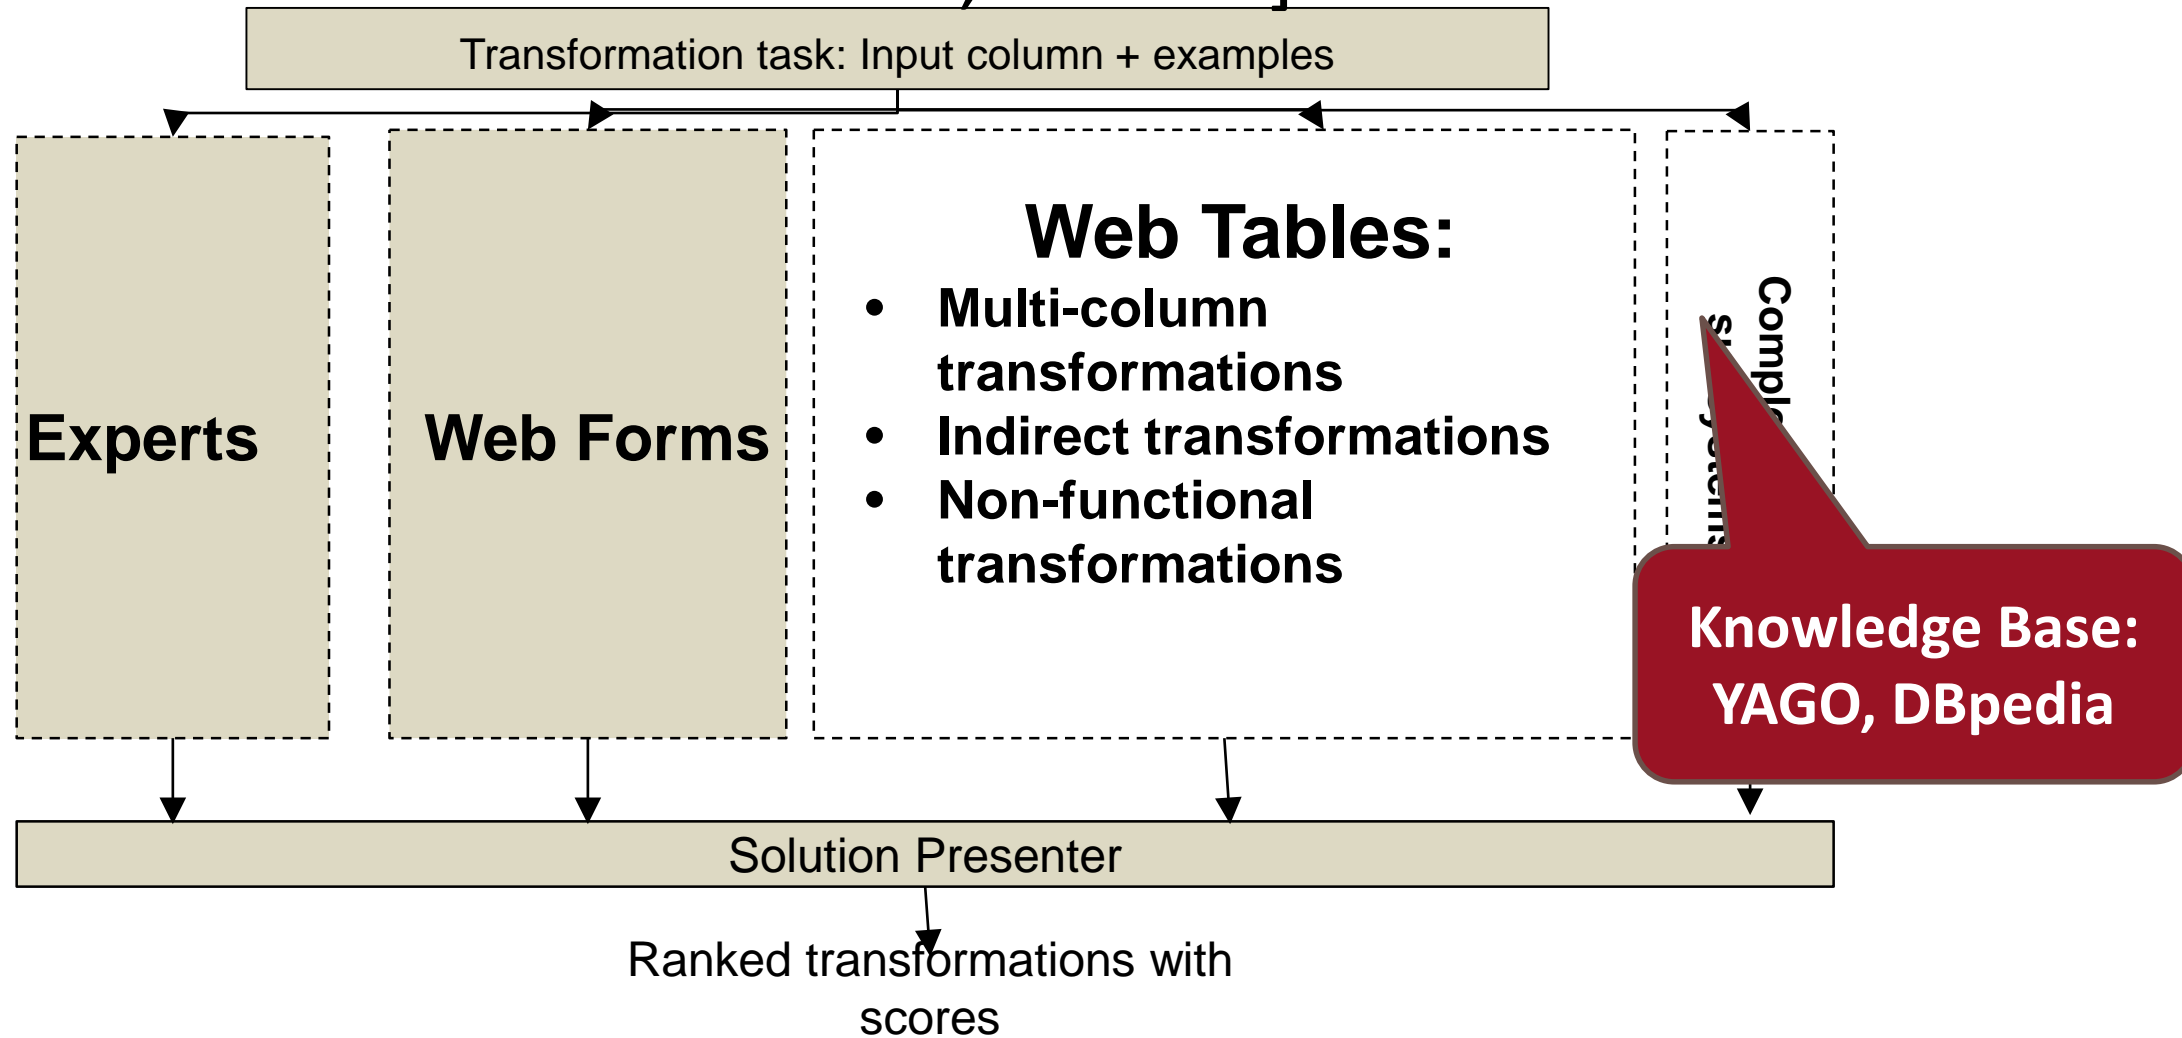 Transformation task: Input column + examples
Experts
Web Forms
Web Tables:
• Multi-column
transformations
• Indirect transformations
• Non-functional
transformations
Knowledge Base:
YAGO, DBpedia
Solution Presenter
Ranked transformations with
scores